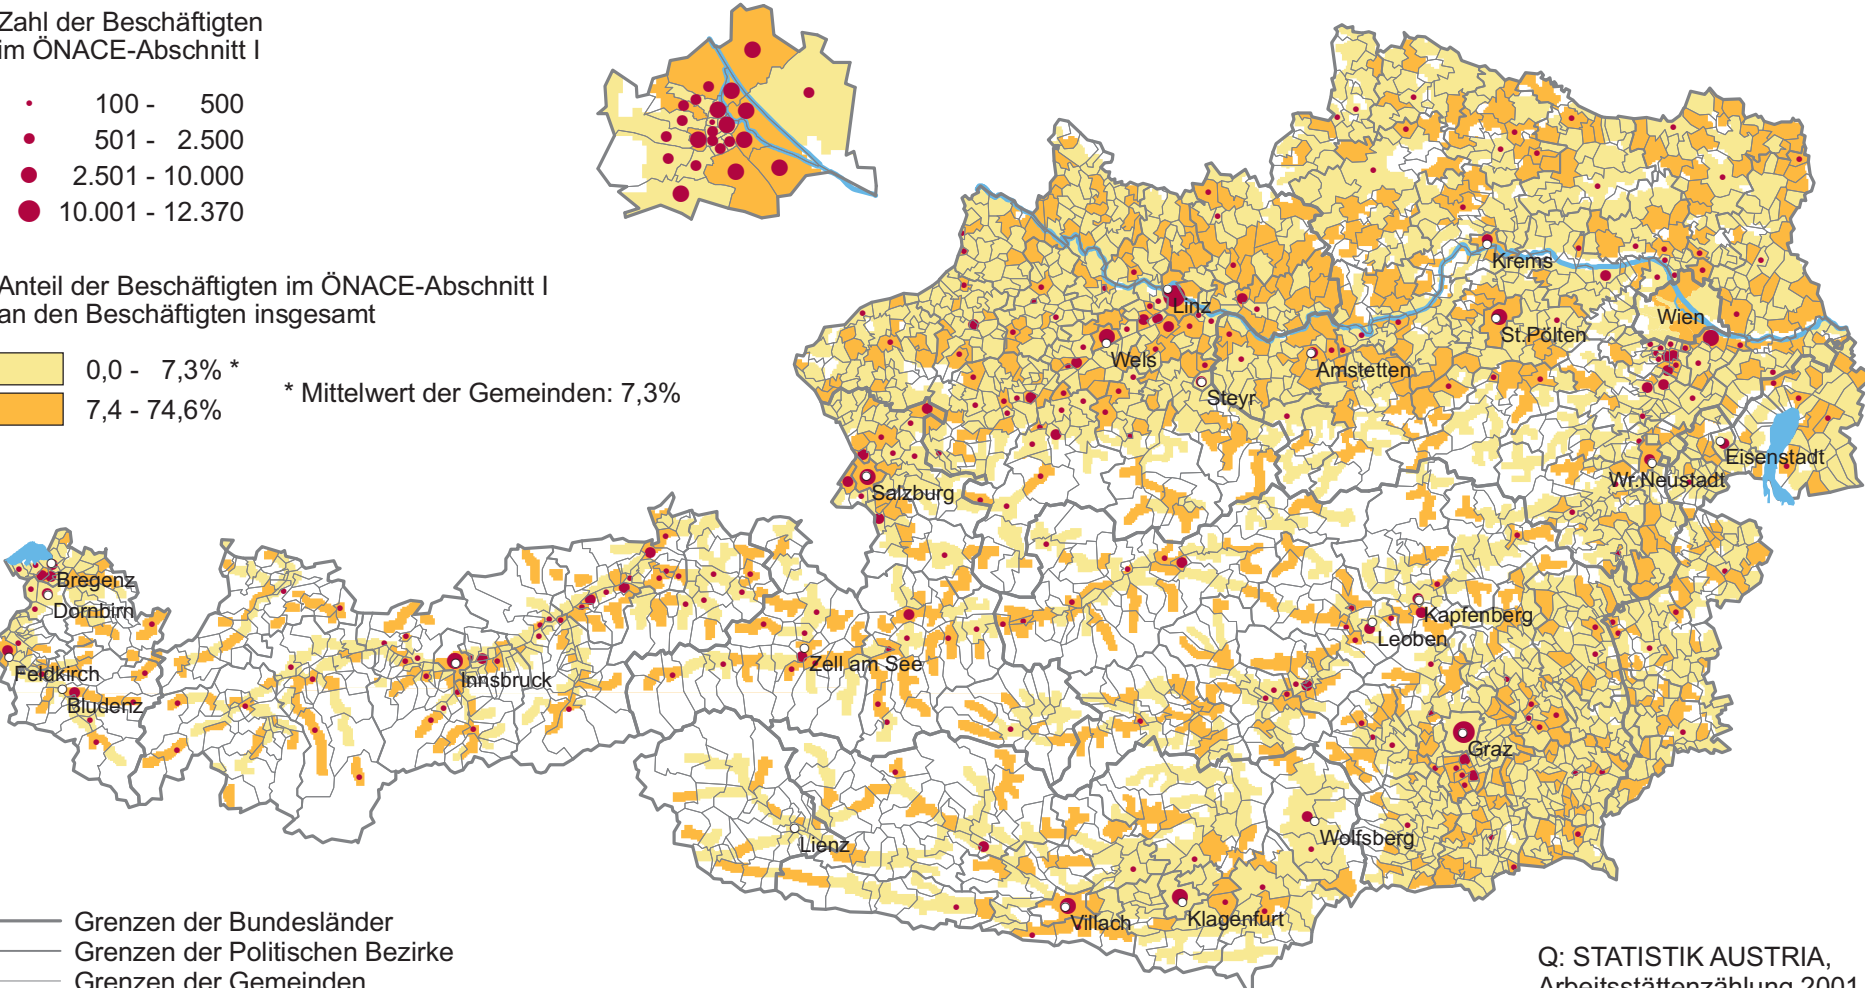 Zahl der Beschäftigten
im ÖNACE-Abschnitt I
100 - 500
501 - 2.500
2.501 - 10.000
10.001 - 12.370
Anteil der Beschäftigten im ÖNACE-Abschnitt I
an den Beschäftigten insgesamt
0,0 - 7,3% *
7,4 - 74,6%
* Mittelwert der Gemeinden: 7,3%
Krems
Linz
Wien
St.Pölten
Wels
Amstetten
Steyr
Eisenstadt
Wr.Neustadt
Salzburg
Bregenz
Dornbirn
Kapfenberg
Leoben
Zell am See
Feldkirch
Innsbruck
Bludenz
Graz
Wolfsberg
Lienz
Villach
Klagenfurt
Grenzen der Bundesländer
Grenzen der Politischen Bezirke
Grenzen der Gemeinden
Q: STATISTIK AUSTRIA,
Arbeitsstättenzählung 2001